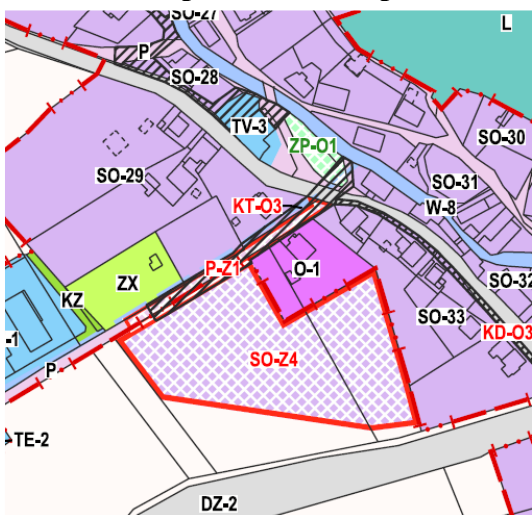 SO-27
L
P
SO-28
TV-3
ZP-O1
SO-30
SO-29
SO-31
KT-O3
W-8
P-Z1
O-1
ZX
KZ
SO-32
SO-33
-1
KD-O3
SO-Z4
P
TE-2
DZ-2